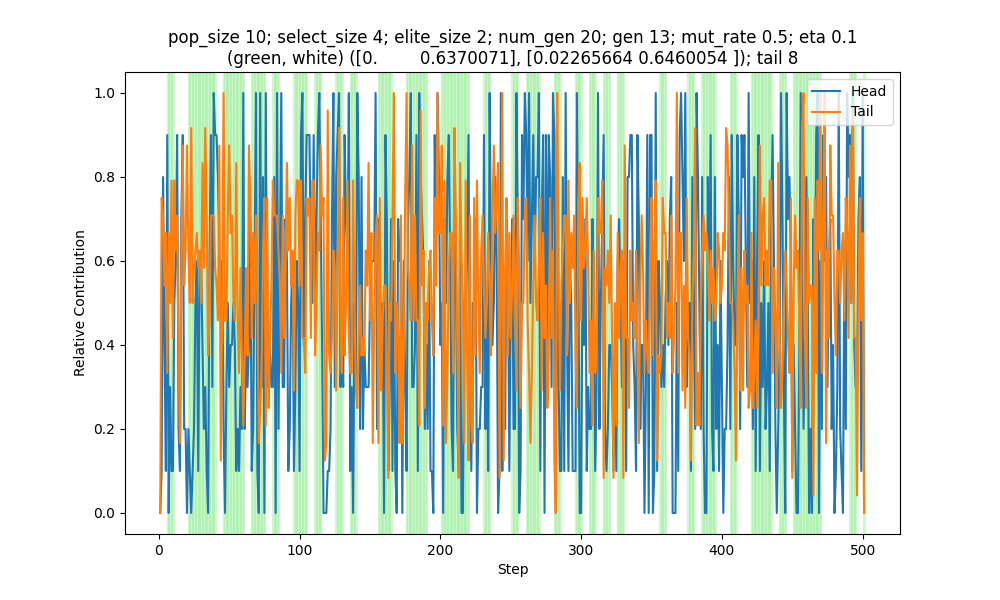 pop_size 10; select_size 4; elite_size 2; num_gen 20; gen 13; mut_rate 0.5; eta 0.1
(green, white) ([0. 0.6370071], [0.02265664 0.6460054 ]); tail 8
Head
Tail
1.0
0.8
0.6
0.4
0.2
0.0
Relative Contribution
0
100
200
300
400
500
Step